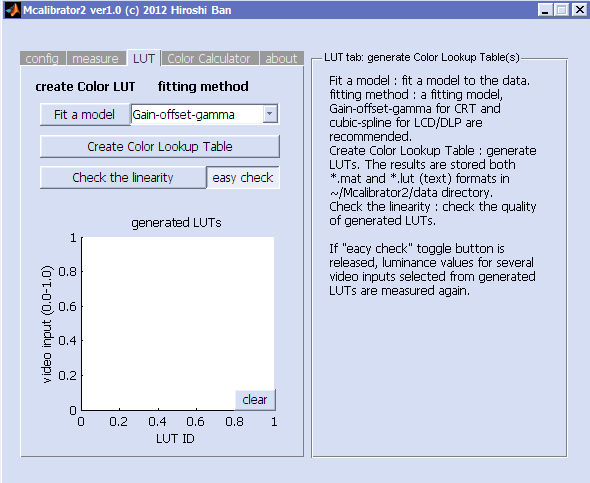 Mcalibrator2 ver1.0 (c) 2012 Hiroshi Ban
config measure LUT Color Calculator about
create Color LUT fitting method
Fit a model Gain-offset-gamma
Create Color Lookup Table
Check the linearity easy check
generated LUTs
1
0.8
0.6
0.4
0.2
0
video input (0.0-1.0)
clear
0 0.2 0.4 0.6 0.8 1
LUT ID
LUT tab: generate Color Lookup Table(s)
Fit a model : fit a model to the data.
fitting method : a fitting model,
Gain-offset-gamma for CRT and
cubic-spline for LCD/DLP are
recommended.
Create Color Lookup Table : generate
LUTs. The results are stored both
*.mat and *.lut (text) formats in
~/Mcalibrator2/data directory.
Check the linearity : check the quality
of generated LUTs.
If "eacy check" toggle button is
released, luminance values for several
video inputs selected from generated
LUTs are measured again.